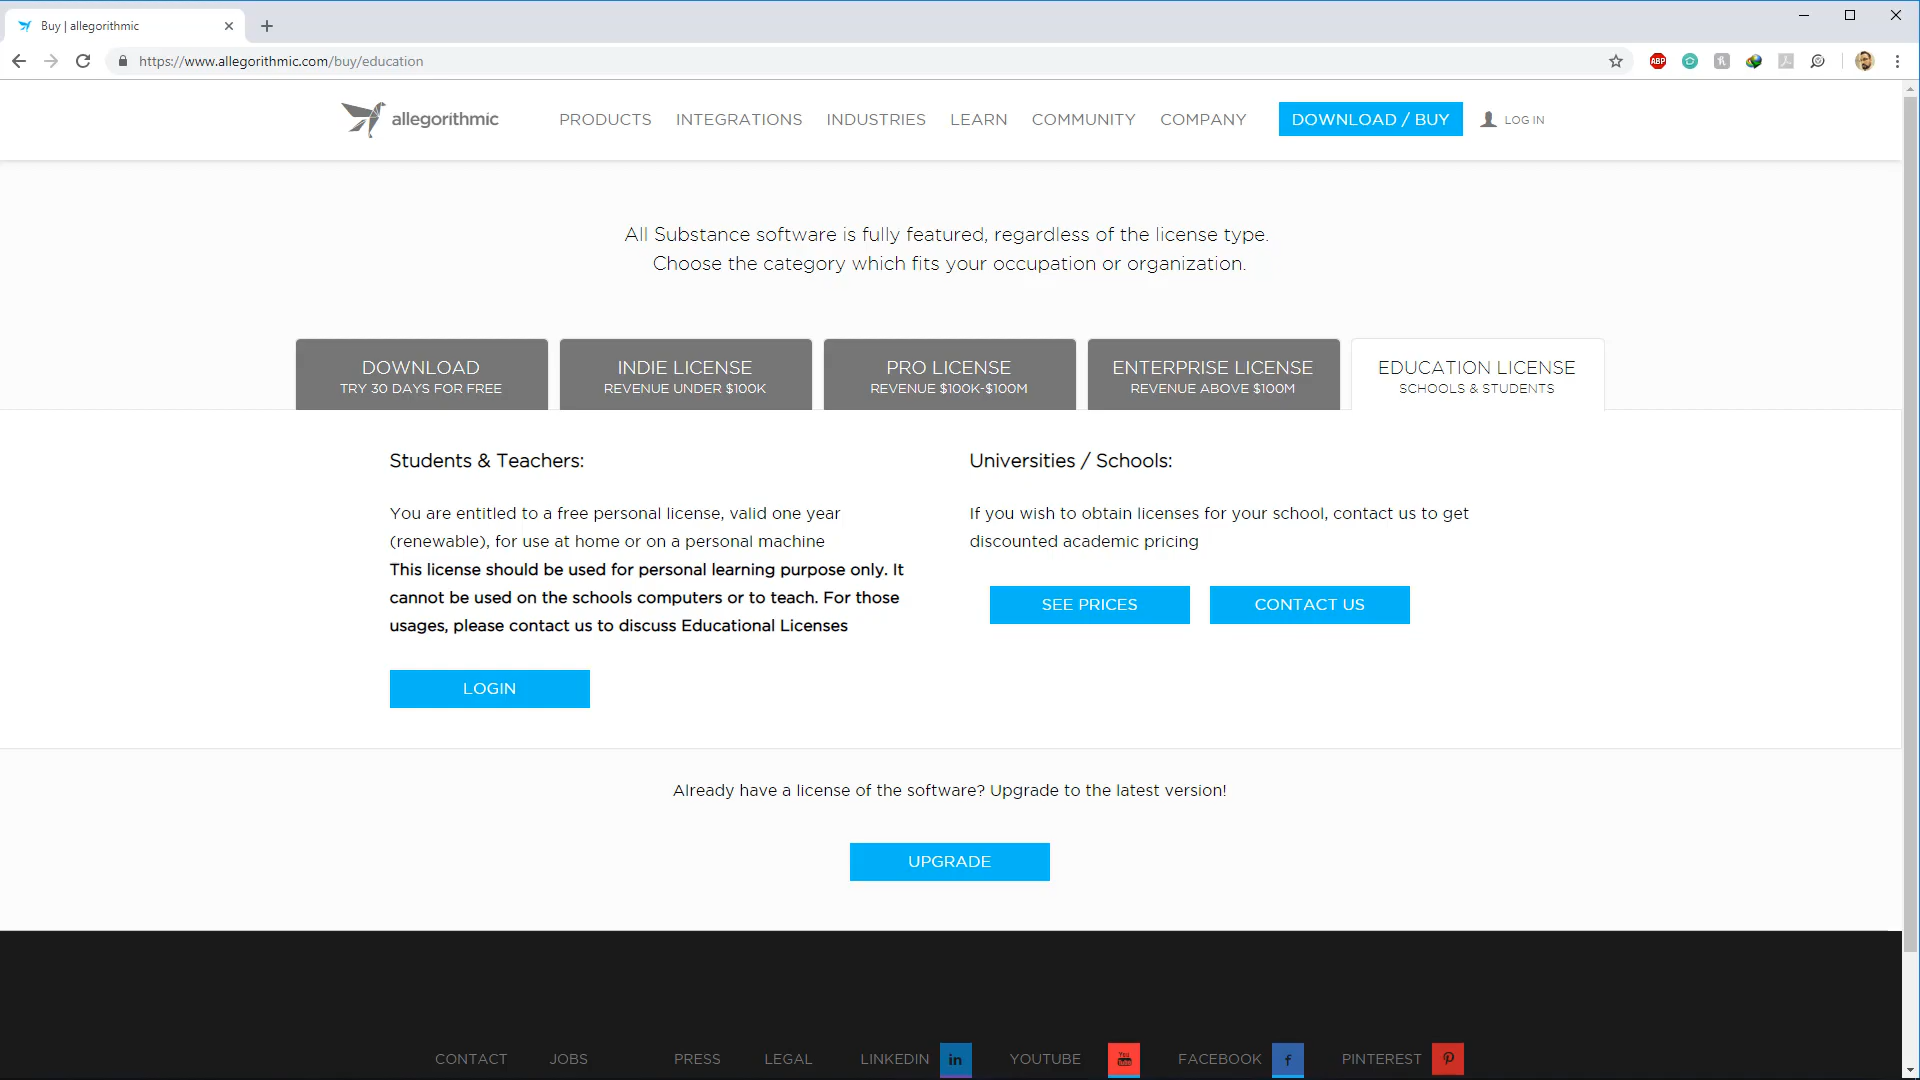 Buy | allegorithmic
https://www.allegorithmic.com/buy/education
ABP
allegorithmic
PRODUCTS INTEGRATIONS INDUSTRIES LEARN COMMUNITY COMPANY DOWNLOAD / BUY LOG IN
All Substance software is fully featured, regardless of the license type.
Choose the category which fits your occupation or organization.
DOWNLOAD
TRY 30 DAYS FOR FREE
INDIE LICENSE
REVENUE UNDER $100K
PRO LICENSE
REVENUE $100K-$100M
ENTERPRISE LICENSE
REVENUE ABOVE $100M
EDUCATION LICENSE
SCHOOLS & STUDENTS
Students & Teachers:
You are entitled to a free personal license, valid one year
(renewable), for use at home or on a personal machine
This license should be used for personal learning purpose only. It
cannot be used on the schools computers or to teach. For those
usages, please contact us to discuss Educational Licenses
LOGIN
Universities / Schools:
If you wish to obtain licenses for your school, contact us to get
discounted academic pricing
SEE PRICES
CONTACT US
Already have a license of the software? Upgrade to the latest version!
UPGRADE
CONTACT JOBS PRESS LEGAL LINKEDIN in YOUTUBE You Tube FACEBOOK f PINTEREST